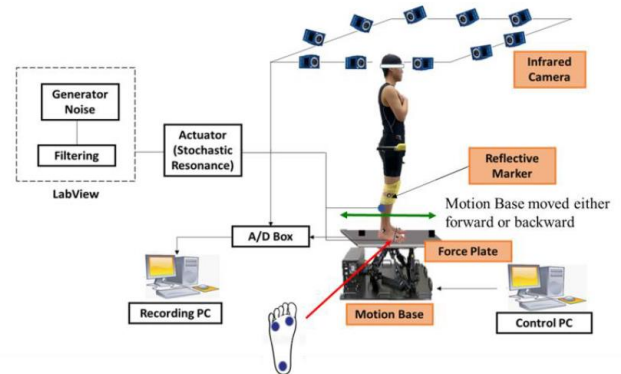 Infrared
Camera
Generator
Noise
Filtering
LabView
Actuator
(Stochastic
Resonance)
Reflective
Marker
Motion Base moved either
forward or backward
A/D Box
Force Plate
Recording PC
Motion Base
Control PC